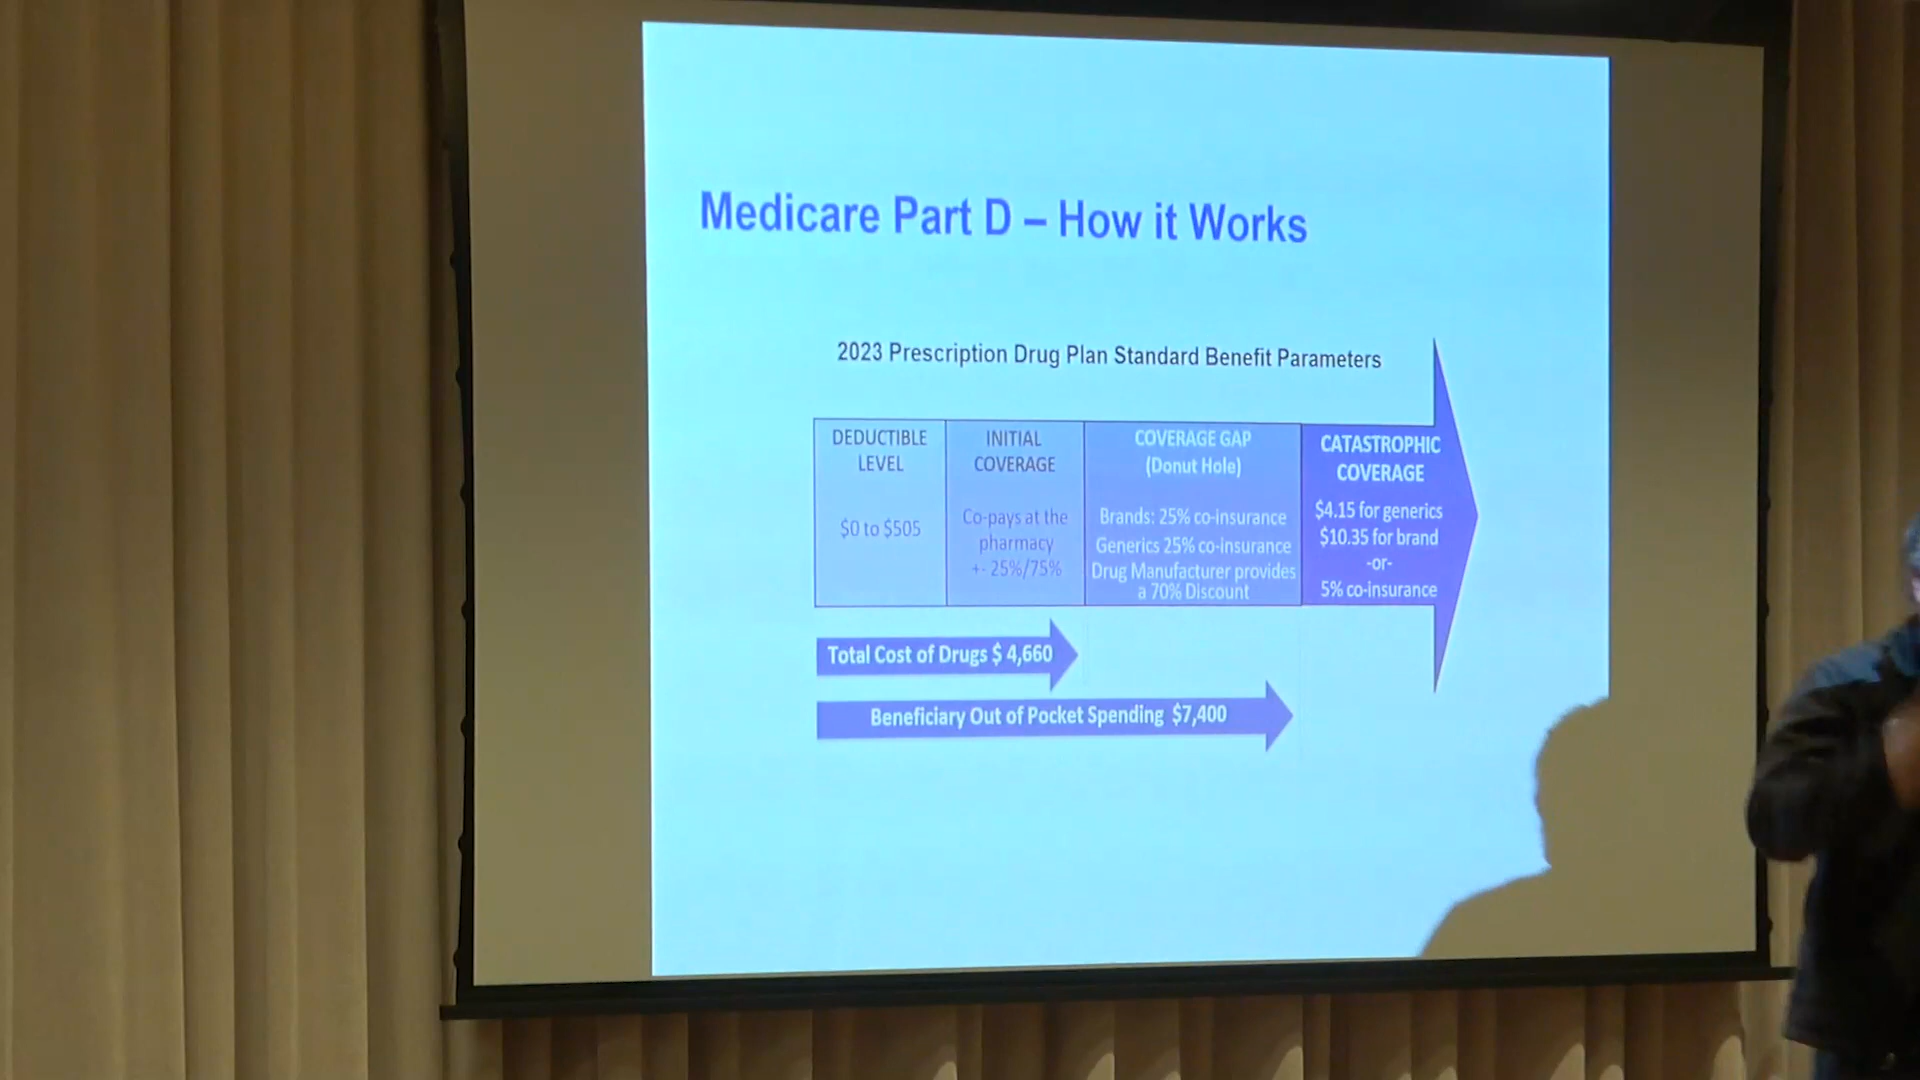 Medicare Part D – How it Works
2023 Prescription Drug Plan Standard Benefit Parameters
DEDUCTIBLE
LEVEL
$0 to $505
INITIAL
COVERAGE
Co-pays at the
pharmacy
+- 25%/75%
COVERAGE GAP
(Donut Hole)
Brands: 25% co-insurance
Generics 25% co-insurance
Drug Manufacturer provides
a 70% Discount
CATASTROPHIC
COVERAGE
$4.15 for generics
$10.35 for brand
-or-
5% co-insurance
Total Cost of Drugs $ 4,660
Beneficiary Out of Pocket Spending $7,400